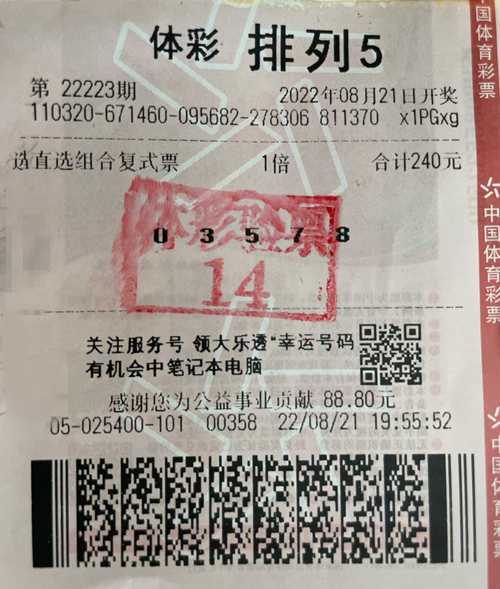 体彩 排列5
第 22223期 2022年08月21日开奖
110320-671460-095682-278306 811370 x1PGxg
选直选组合复式票 1倍 合计240元
体彩
票
0 3 5 7 8
14
关注服务号 领大乐透“幸运号码
有机会中笔记本电脑
感谢您为公益事业贡献 88.80元
05-025400-101 00358 22/08/21 19:55:52
中国体育彩票
中国体育彩票
中国体育彩票